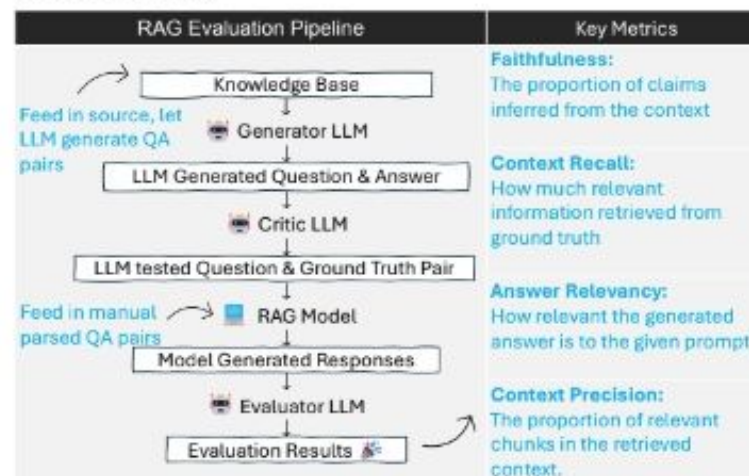 RAG Evaluation Pipeline
Key Metrics
Knowledge Base
Feed in source, let
LLM generate QA
pairs
Generator LLM
LLM Generated Question & Answer
Critic LLM
LLM tested Question & Ground Truth Pair
Feed in manual
parsed QA pairs
RAG Model
Model Generated Responses
Evaluator LLM
Evaluation Results
Faithfulness:
The proportion of claims
inferred from the context
Context Recall:
How much relevant
information retrieved from
ground truth
Answer Relevancy:
How relevant the generated
answer is to the given prompt
Context Precision:
The proportion of relevant
chunks in the retrieved
context.